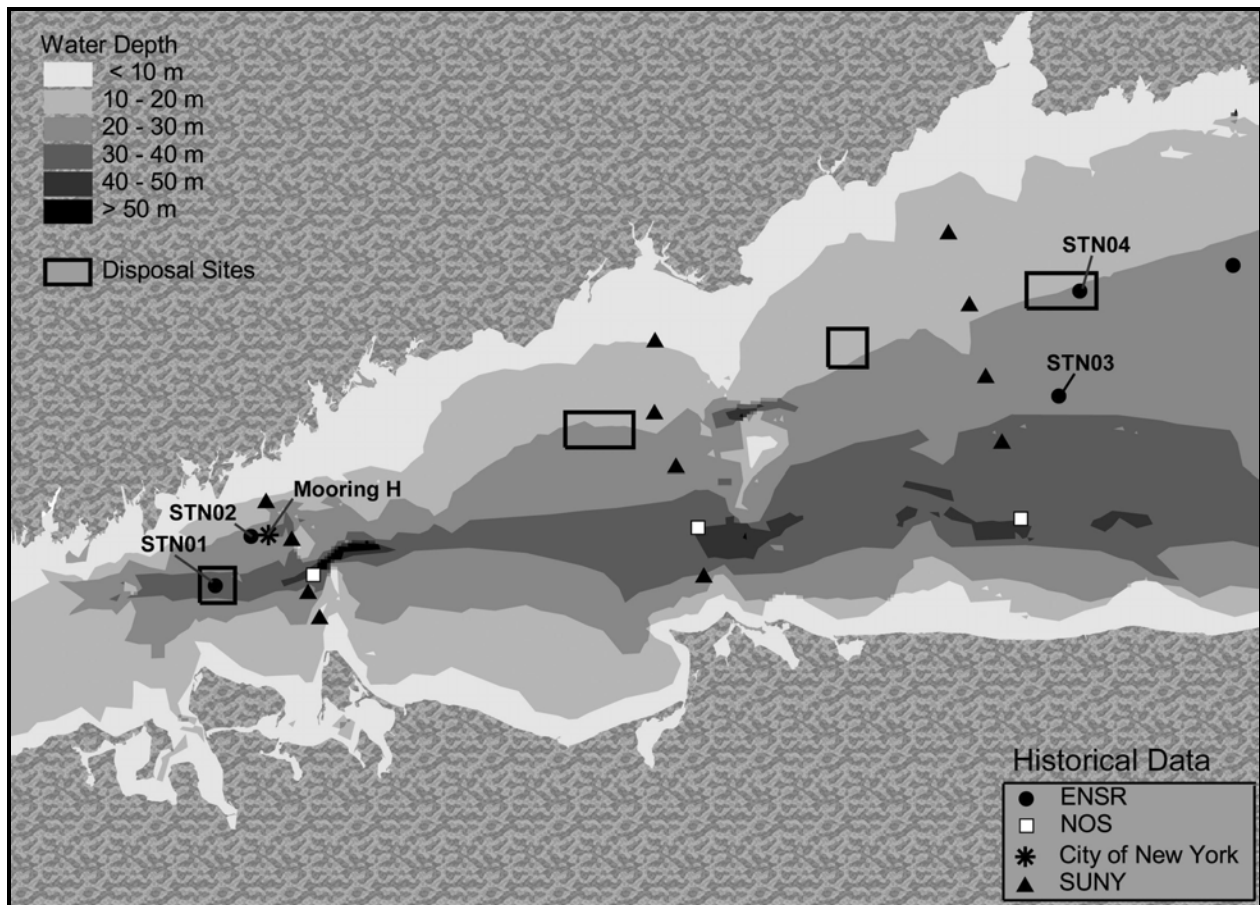 Water Depth
< 10 m
10 - 20 m
20 - 30 m
30 - 40 m
40 - 50 m
> 50 m
Disposal Sites
STN04
STN03
Mooring H
STN02
STN01
Historical Data
ENSR
NOS
City of New York
SUNY